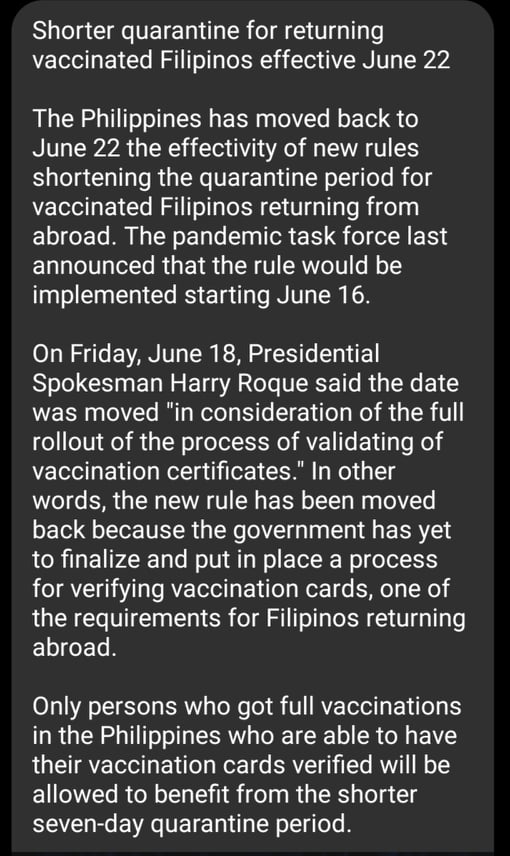 Shorter quarantine for returning
vaccinated Filipinos effective June 22
The Philippines has moved back to
June 22 the effectivity of new rules
shortening the quarantine period for
vaccinated Filipinos returning from
abroad. The pandemic task force last
announced that the rule would be
implemented starting June 16.
On Friday, June 18, Presidential
Spokesman Harry Roque said the date
was moved "in consideration of the full
rollout of the process of validating of
vaccination certificates." In other
words, the new rule has been moved
back because the government has yet
to finalize and put in place a process
for verifying vaccination cards, one of
the requirements for Filipinos returning
abroad.
Only persons who got full vaccinations
in the Philippines who are able to have
their vaccination cards verified will be
allowed to benefit from the shorter
seven-day quarantine period.